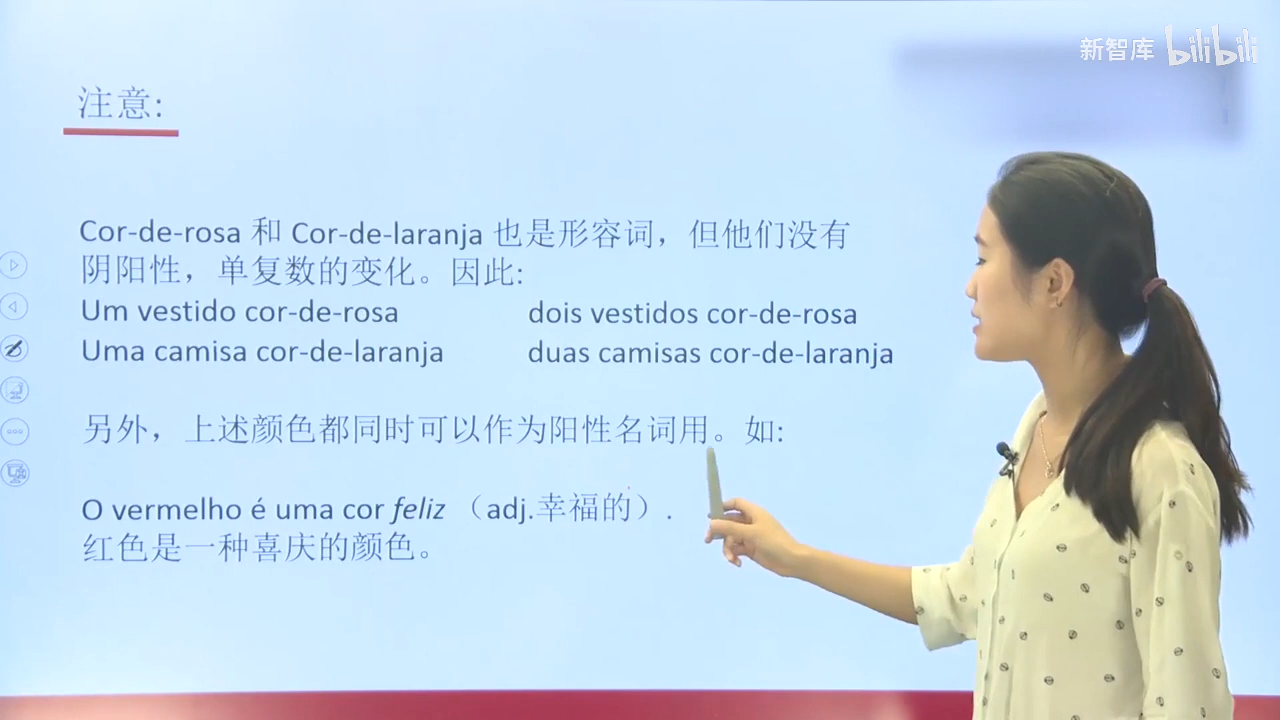 新智库 bilibili
注意:
Cor-de-rosa 和 Cor-de-laranja 也是形容词，但他们没有
阴阳性，单复数的变化。因此:
Um vestido cor-de-rosa dois vestidos cor-de-rosa
Uma camisa cor-de-laranja duas camisas cor-de-laranja
另外，上述颜色都同时可以作为阳性名词用。如:
O vermelho é uma cor feliz （adj.幸福的）.
红色是一种喜庆的颜色。